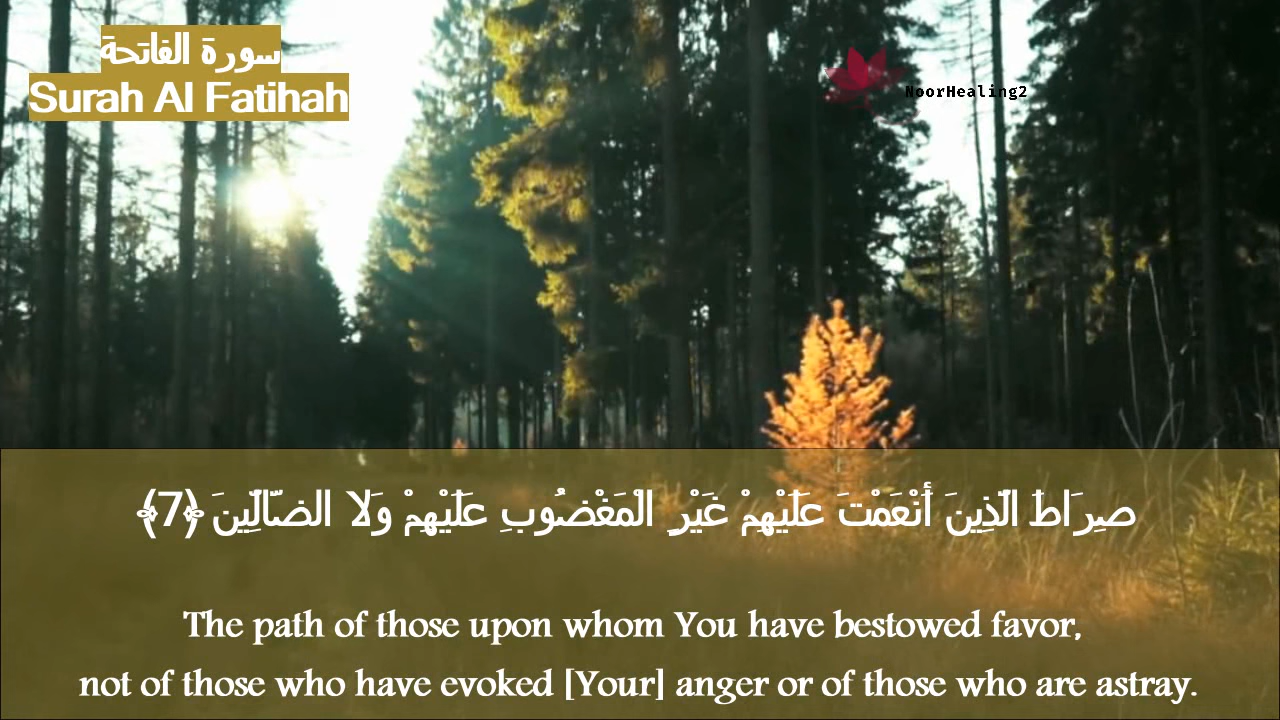 سورة الفاتحة
Surah Al Fatihah
NoorHealing2
صِرَاطَ الَّذِينَ أَنْعَمْتَ عَلَيْهِمْ غَيْرِ الْمَغْضُوبِ عَلَيْهِمْ وَلَا الضَّالِّينَ ﴿7﴾
The path of those upon whom You have bestowed favor,
not of those who have evoked [Your] anger or of those who are astray.